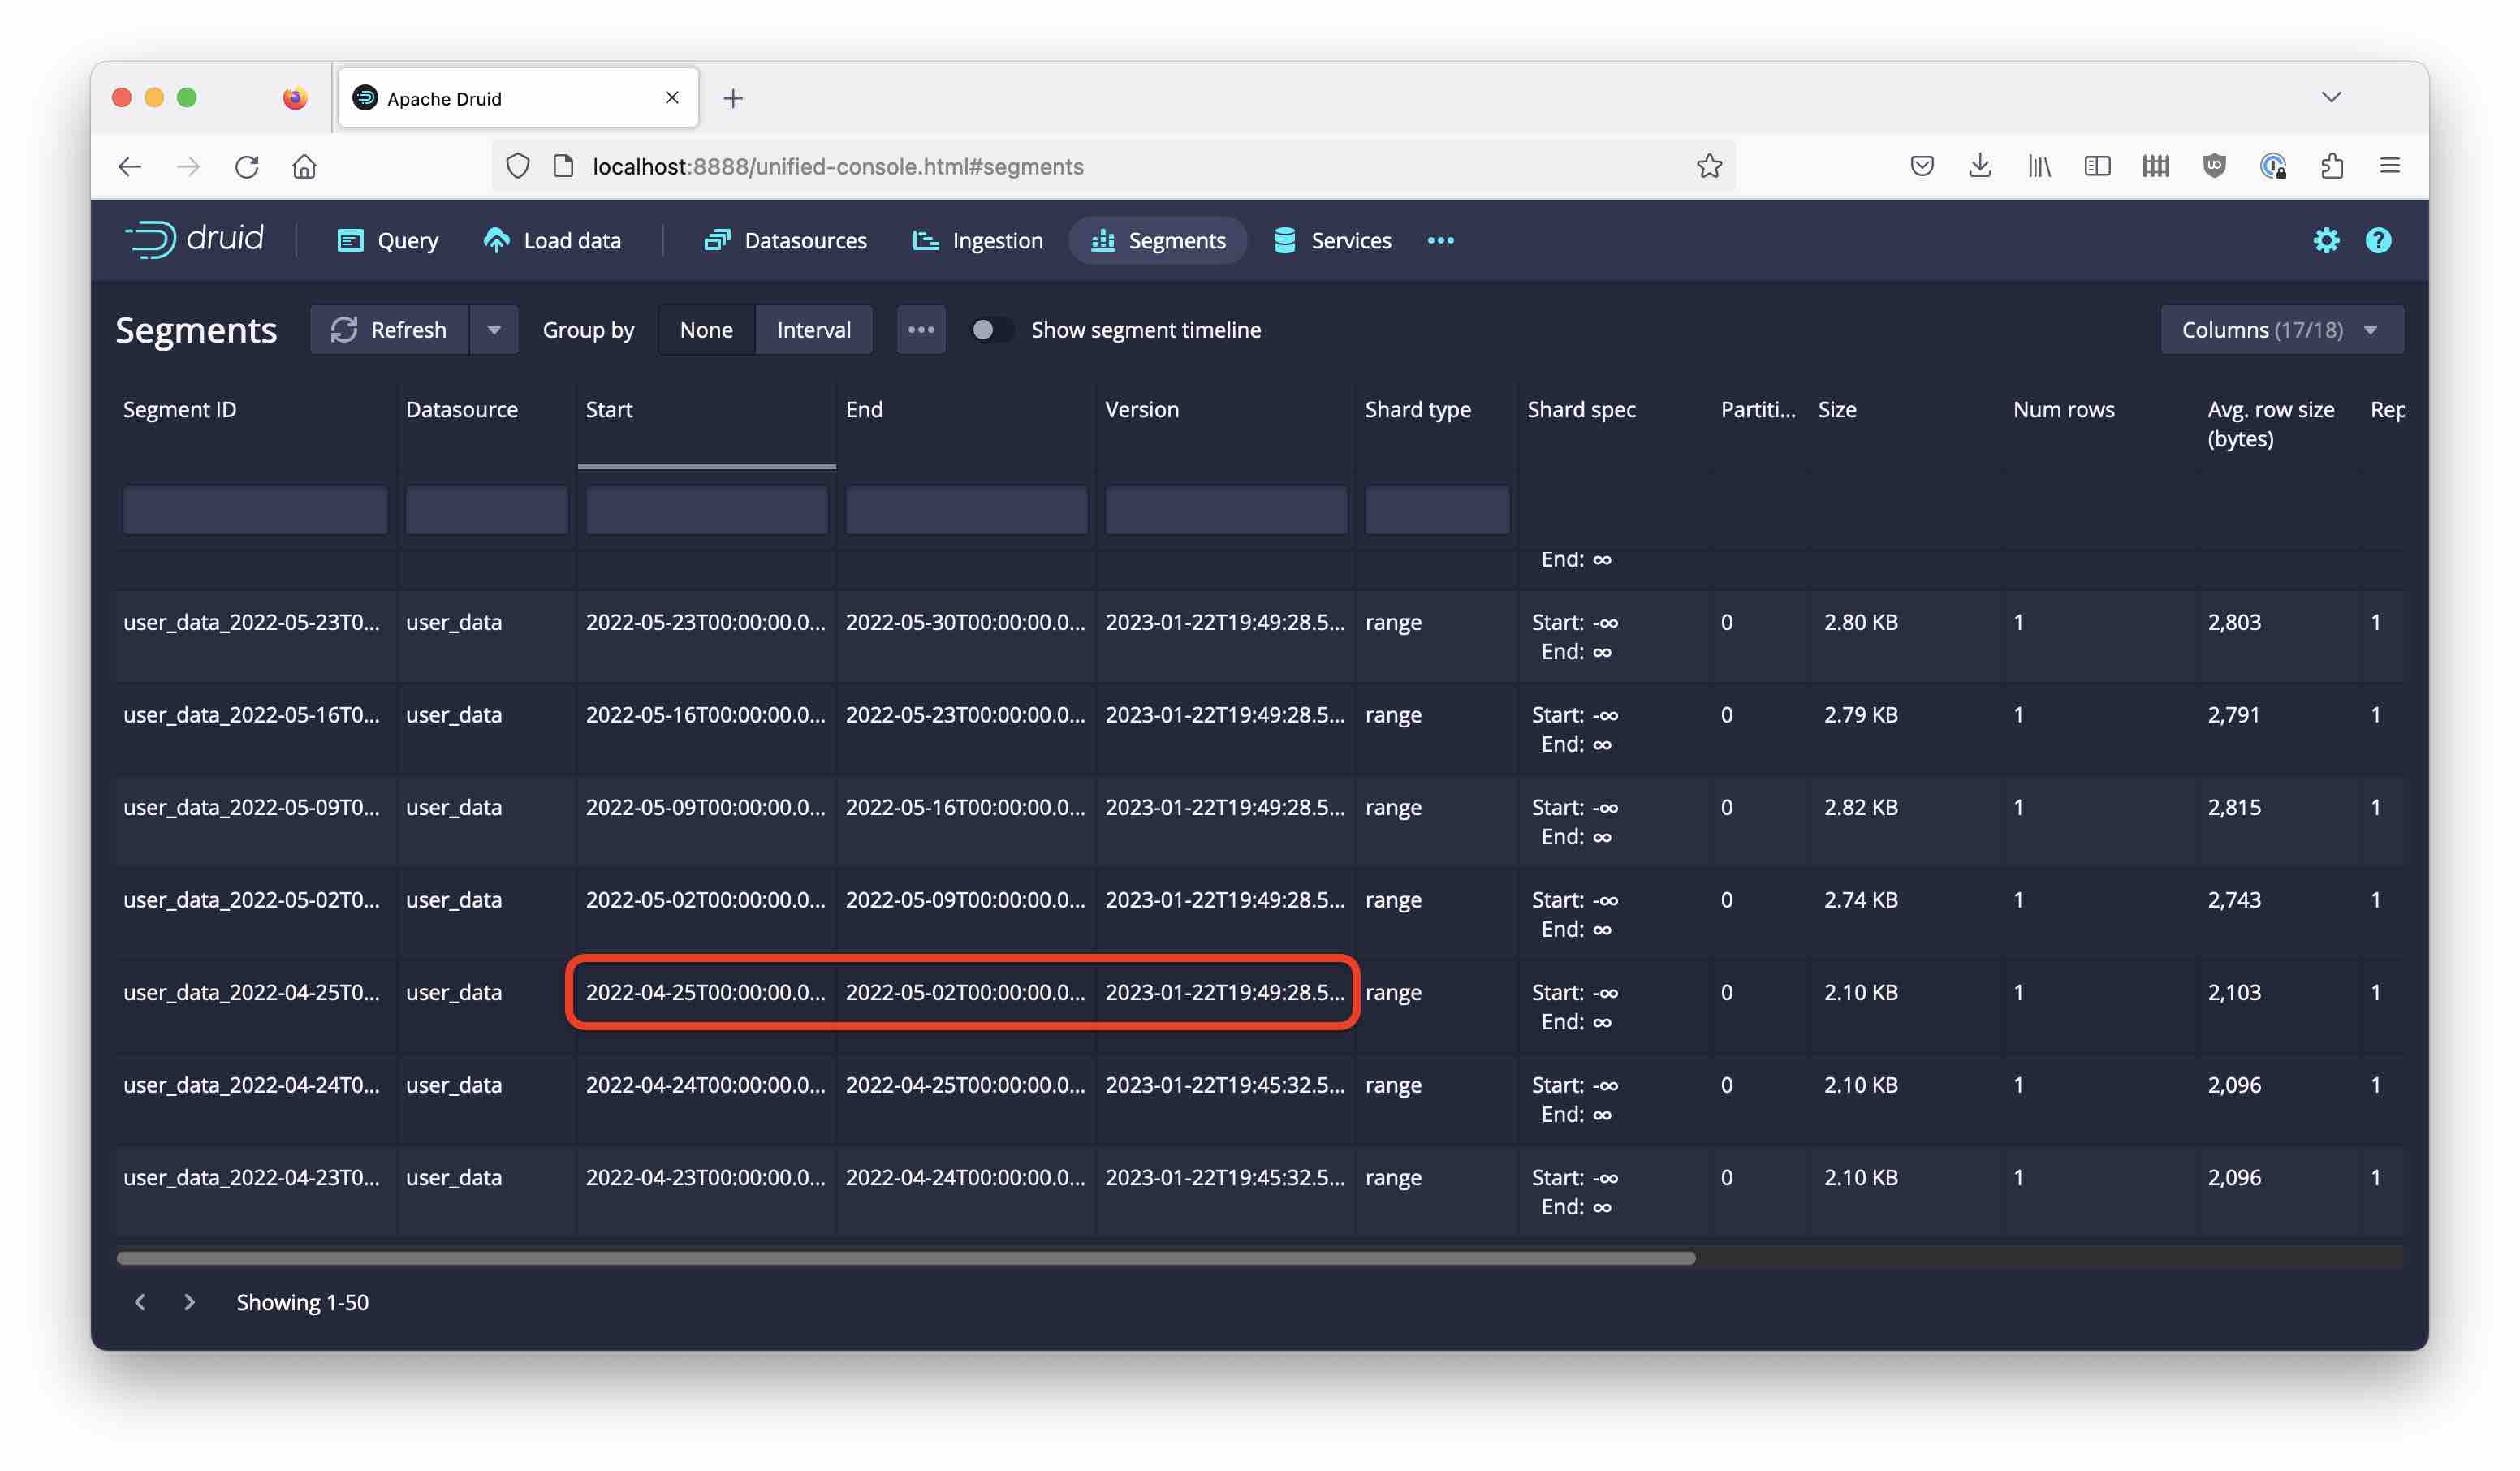 Apache Druid
localhost:8888/unified-console.html#segments
druid Query Load data Datasources Ingestion Segments Services
Segments Refresh Group by None Interval Show segment timeline Columns (17/18)
Segment ID Datasource Start End Version Shard type Shard spec Partiti... Size Num rows Avg. row size Rep
(bytes)
End: ∞
user_data_2022-05-23T0... user_data 2022-05-23T00:00:00.0... 2022-05-30T00:00:00.0... 2023-01-22T19:49:28.5... range Start: -∞ 0 2.80 KB 1 2,803 1
End: ∞
user_data_2022-05-16T0... user_data 2022-05-16T00:00:00.0... 2022-05-23T00:00:00.0... 2023-01-22T19:49:28.5... range Start: -∞ 0 2.79 KB 1 2,791 1
End: ∞
user_data_2022-05-09T0... user_data 2022-05-09T00:00:00.0... 2022-05-16T00:00:00.0... 2023-01-22T19:49:28.5... range Start: -∞ 0 2.82 KB 1 2,815 1
End: ∞
user_data_2022-05-02T0... user_data 2022-05-02T00:00:00.0... 2022-05-09T00:00:00.0... 2023-01-22T19:49:28.5... range Start: -∞ 0 2.74 KB 1 2,743 1
End: ∞
user_data_2022-04-25T0... user_data 2022-04-25T00:00:00.0... 2022-05-02T00:00:00.0... 2023-01-22T19:49:28.5... range Start: -∞ 0 2.10 KB 1 2,103 1
End: ∞
user_data_2022-04-24T0... user_data 2022-04-24T00:00:00.0... 2022-04-25T00:00:00.0... 2023-01-22T19:45:32.5... range Start: -∞ 0 2.10 KB 1 2,096 1
End: ∞
user_data_2022-04-23T0... user_data 2022-04-23T00:00:00.0... 2022-04-24T00:00:00.0... 2023-01-22T19:45:32.5... range Start: -∞ 0 2.10 KB 1 2,096 1
End: ∞
Showing 1-50